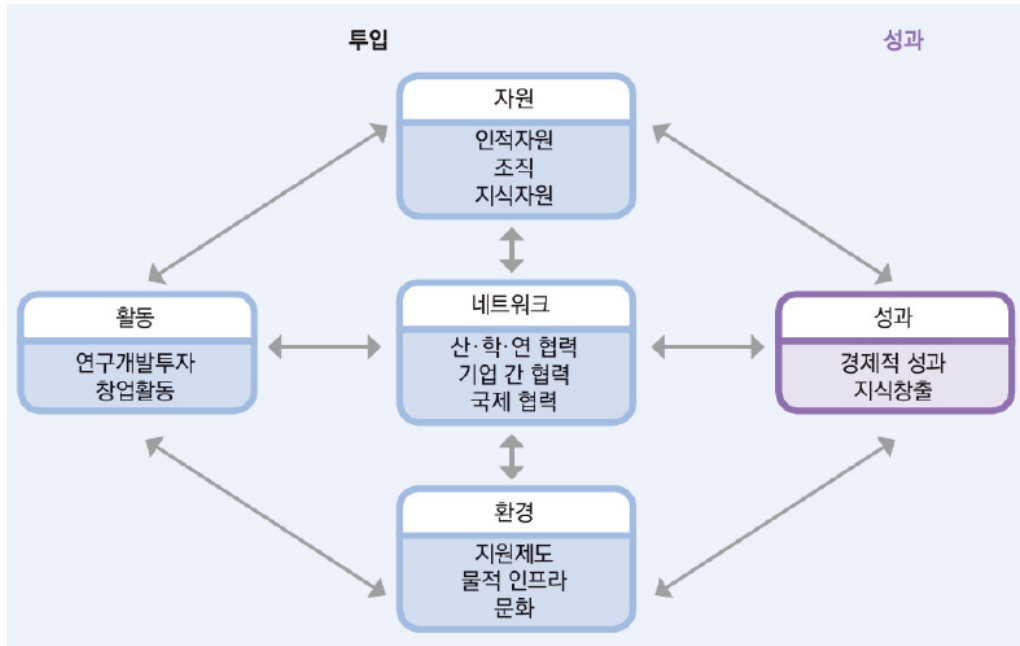 투입
성과
자원
인적자원
조직
지식자원
활동
연구개발투자
창업활동
네트워크
산·학·연 협력
기업 간 협력
국제 협력
성과
경제적 성과
지식창출
환경
지원제도
물적 인프라
문화